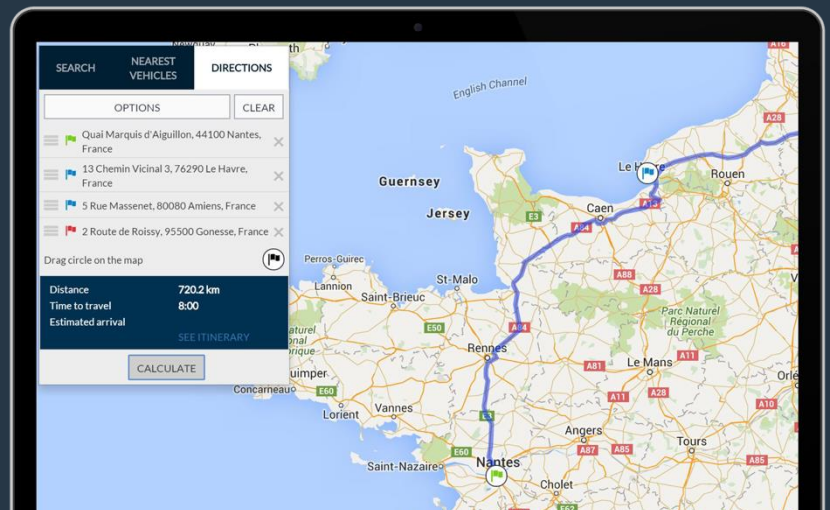 SEARCH
NEAREST
VEHICLES
DIRECTIONS
OPTIONS
CLEAR
Quai Marquis d'Aiguillon, 44100 Nantes,
France
13 Chemin Vicinal 3, 76290 Le Havre,
France
5 Rue Massenet, 80080 Amiens, France
2 Route de Roissy, 95500 Gonesse, France
Drag circle on the map
Distance 720.2 km
Time to travel 8:00
Estimated arrival
SEE ITINERARY
CALCULATE
English Channel
A16
A28
Rouen
Guernsey
Jersey
E3
Caen
A13
A84
Perros-Guirec
Lannion
St-Malo
Saint-Brieuc
A88
A28
Parc Naturel
Régional
du Perche
E50
A84
Rennes
A81
Le Mans
A11
Concarneau
E60
Lorient
Vannes
A11
A28
A10
E3
Angers
A87
A85
Tours
E60
A85
Saint-Nazaire
Nantes
Cholet
E62